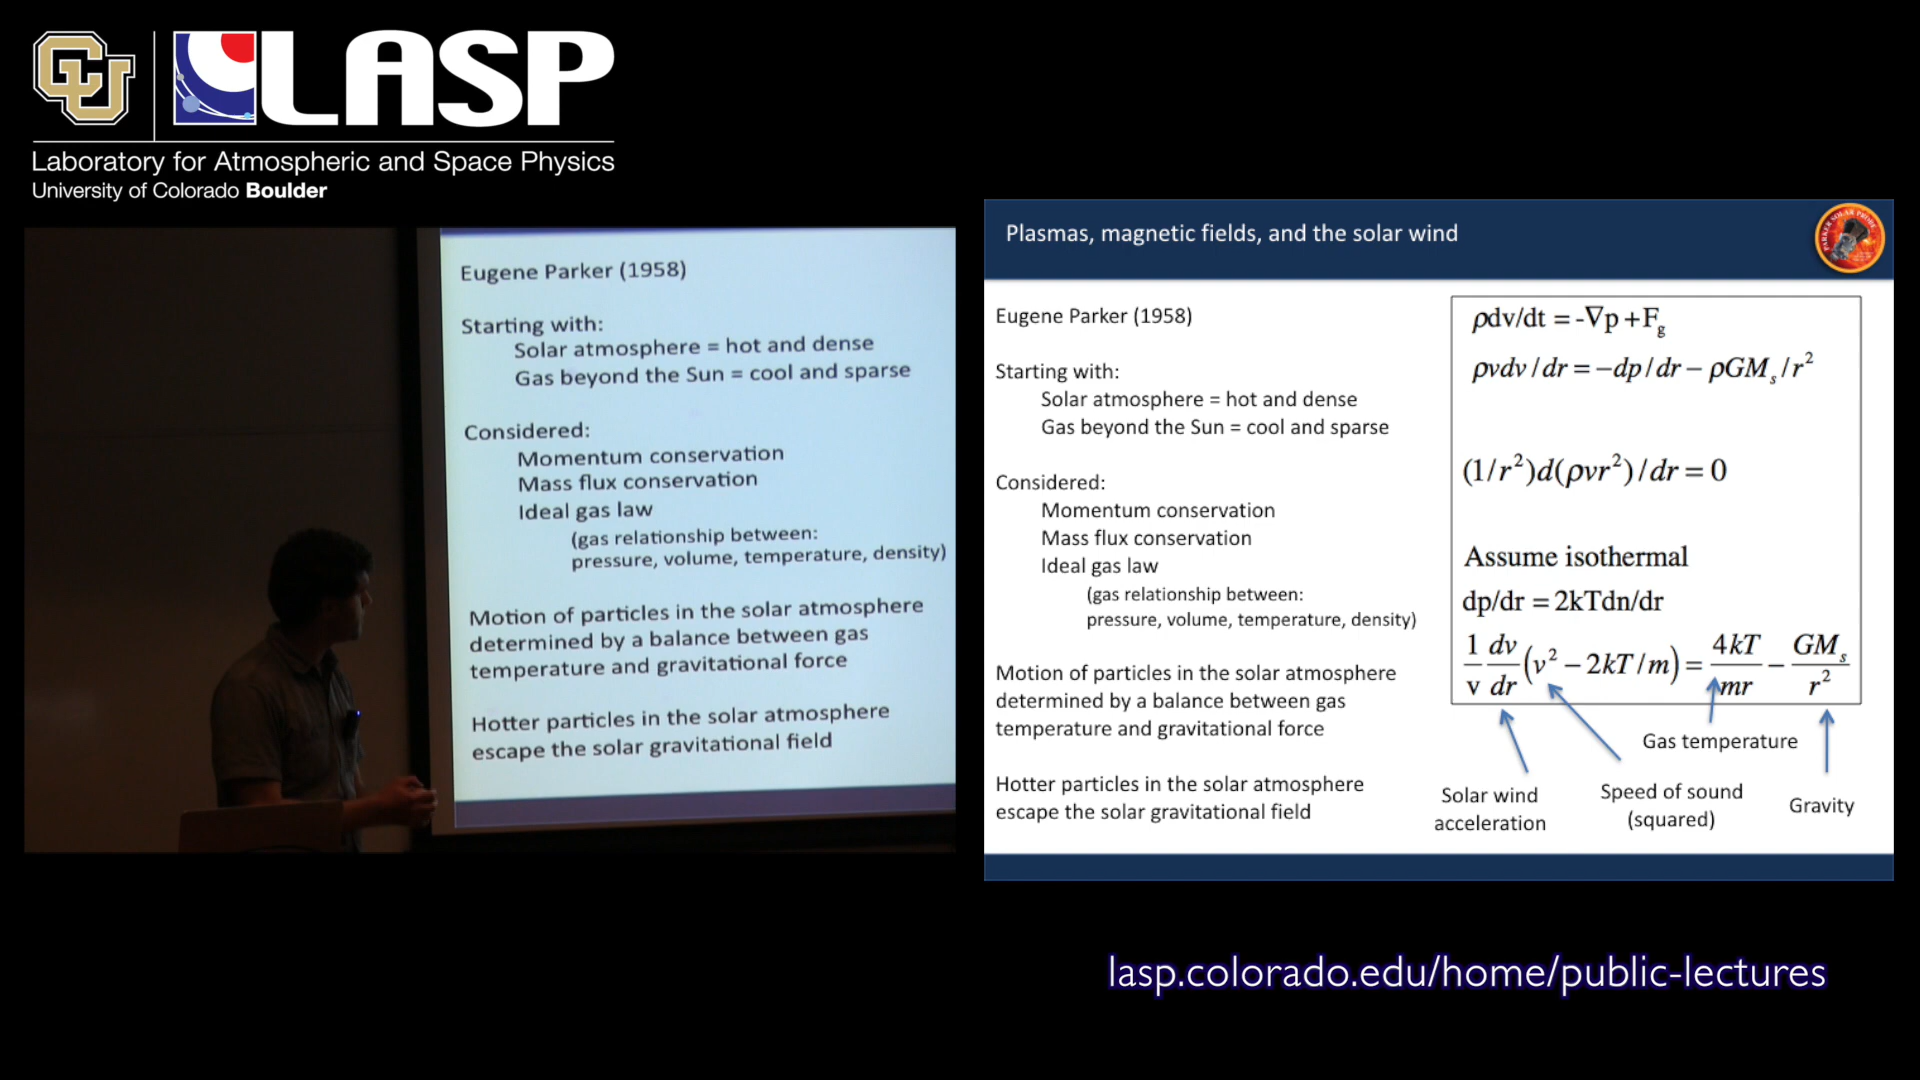 CU
LASP
Laboratory for Atmospheric and Space Physics
University of Colorado Boulder
Eugene Parker (1958)
Starting with:
Solar atmosphere = hot and dense
Gas beyond the Sun = cool and sparse
Considered:
Momentum conservation
Mass flux conservation
Ideal gas law
(gas relationship between:
pressure, volume, temperature, density)
Motion of particles in the solar atmosphere
determined by a balance between gas
temperature and gravitational force
Hotter particles in the solar atmosphere
escape the solar gravitational field
Plasmas, magnetic fields, and the solar wind
PARKER SOLAR PROBE
Eugene Parker (1958)
Starting with:
Solar atmosphere = hot and dense
Gas beyond the Sun = cool and sparse
Considered:
Momentum conservation
Mass flux conservation
Ideal gas law
(gas relationship between:
pressure, volume, temperature, density)
Motion of particles in the solar atmosphere
determined by a balance between gas
temperature and gravitational force
Hotter particles in the solar atmosphere
escape the solar gravitational field
ρdv/dt = -∇p + F_g
ρvdv/dr = −dp/dr − ρGM_s/r²
(1/r²)d(ρvr²)/dr = 0
Assume isothermal
dp/dr = 2kTdn/dr
1/v dv/dr (v² − 2kT/m) = 4kT/mr − GM_s/r²
Gas temperature
Solar wind
acceleration
Speed of sound
(squared)
Gravity
lasp.colorado.edu/home/public-lectures